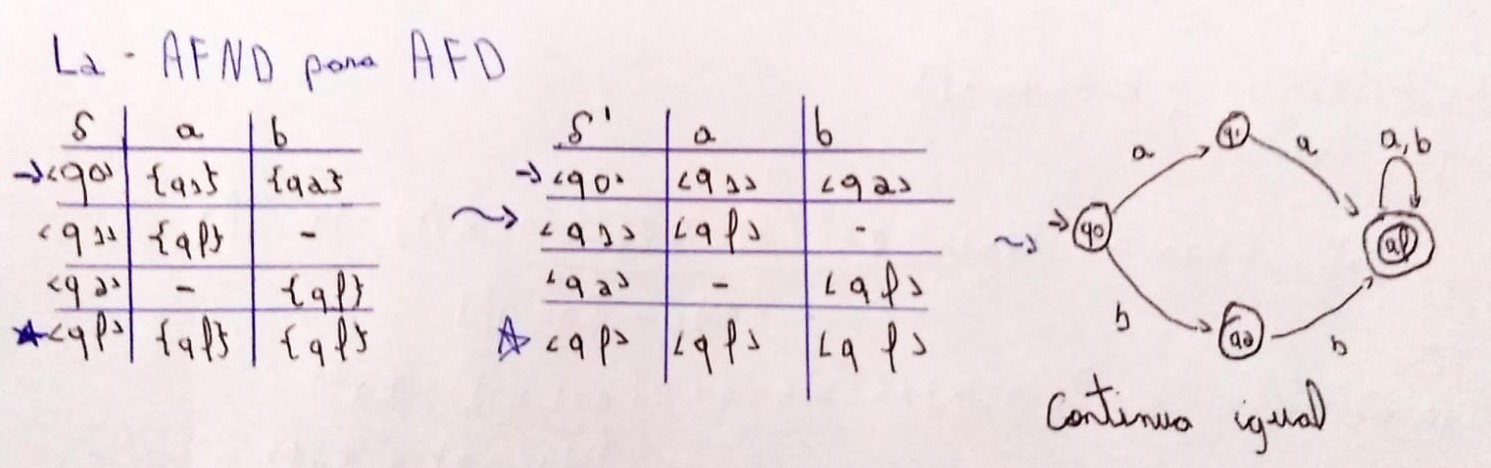 L2 - AFND para AFD
δ | a | b
→<q0> | {q1} | {q2}
<q1> | {qf} | -
<q2> | - | {qf}
★<qf> | {qf} | {qf}
δ' | a | b
→<q0> | <q1> | <q2>
<q1> | <qf> | -
<q2> | - | <qf>
☆<qf> | <qf> | <qf>
q1
a a a,b
q0 qf
b q2 b
Continua igual